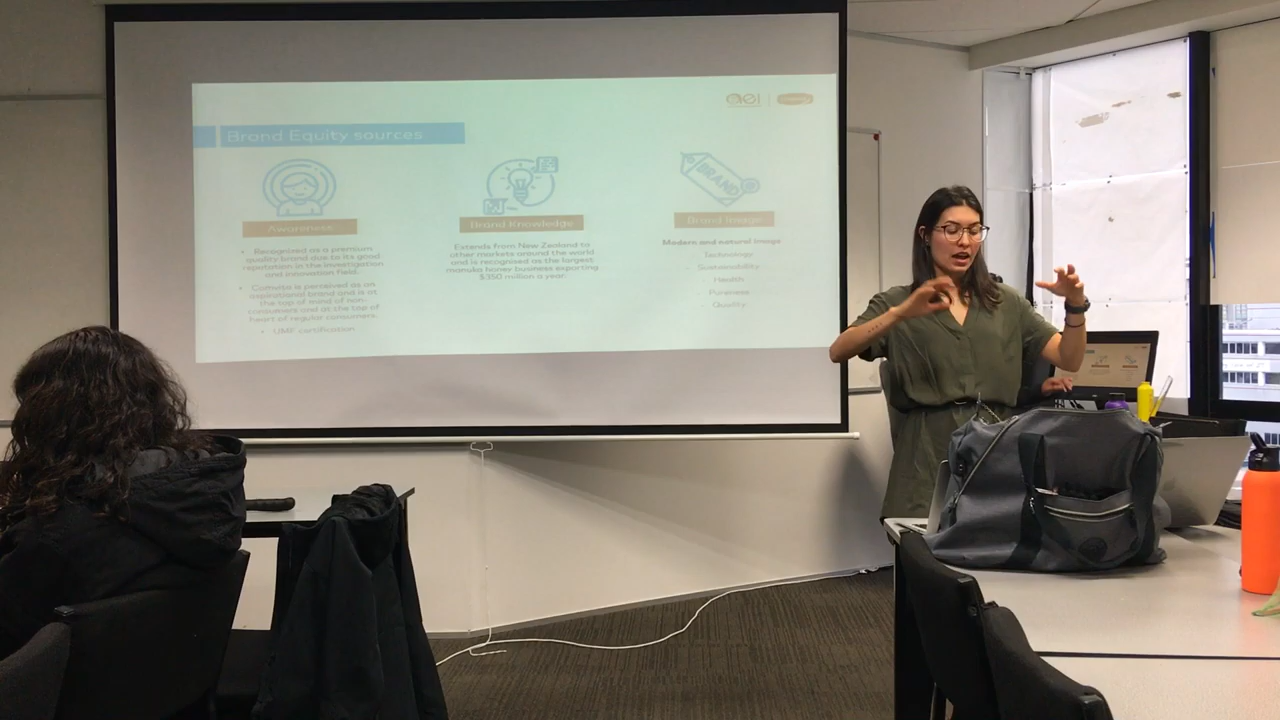 aei
Brand Equity sources
BRAND
Awareness
Brand Knowledge
Brand Image
• Recognized as a premium
quality brand due to its good
reputation in the investigation
and innovation field.
• Comvita is perceived as an
aspirational brand and is at
the top of mind of non-
consumers and at the top of
heart of regular consumers.
• UMF certification
Extends from New Zealand to
other markets around the world
and is recognized as the largest
manuka honey business exporting
$350 million a year.
Modern and natural image
Technology
Sustainability
Health
Pureness
Quality